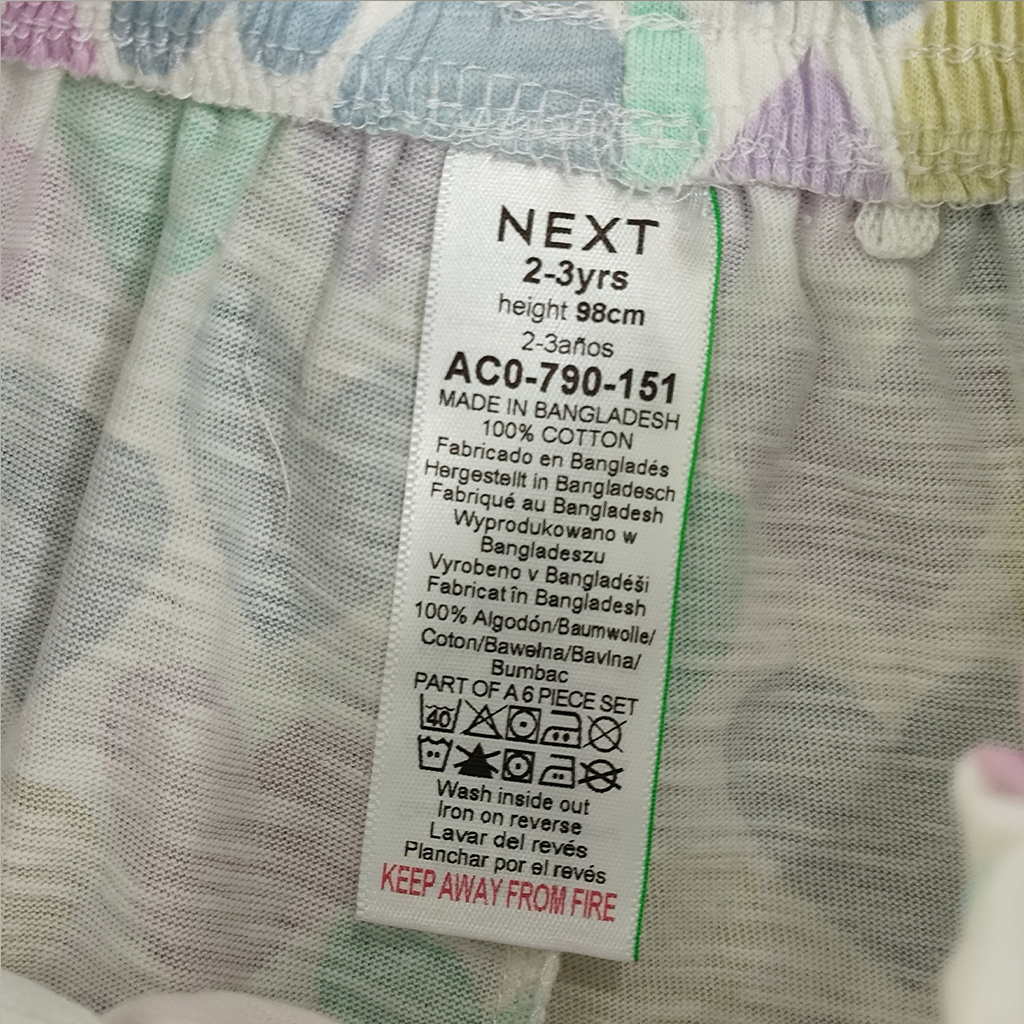 NEXT
2-3yrs
height 98cm
2-3años
AC0-790-151
MADE IN BANGLADESH
100% COTTON
Fabricado en Bangladés
Hergestellt in Bangladesch
Fabriqué au Bangladesh
Wyprodukowano w
Bangladeszu
Vyrobeno v Bangladéši
Fabricat în Bangladesh
100% Algodón/Baumwolle/
Coton/Bawełna/Bavlna/
Bumbac
PART OF A 6 PIECE SET
40
Wash inside out
Iron on reverse
Lavar del revés
Planchar por el revés
KEEP AWAY FROM FIRE